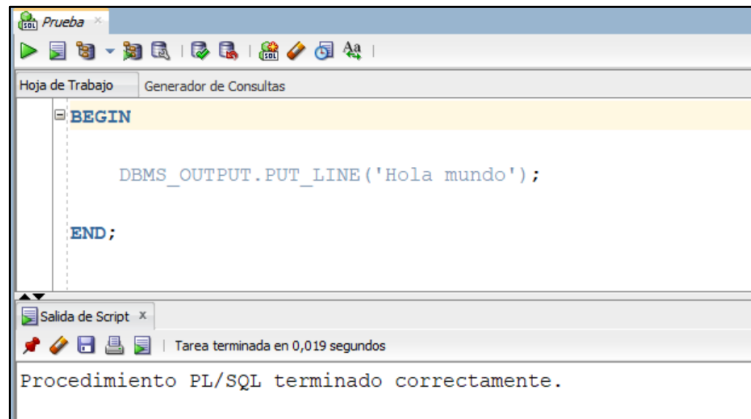 Prueba
Hoja de Trabajo Generador de Consultas
BEGIN
DBMS_OUTPUT.PUT_LINE('Hola mundo');
END;
Salida de Script
Tarea terminada en 0,019 segundos
Procedimiento PL/SQL terminado correctamente.